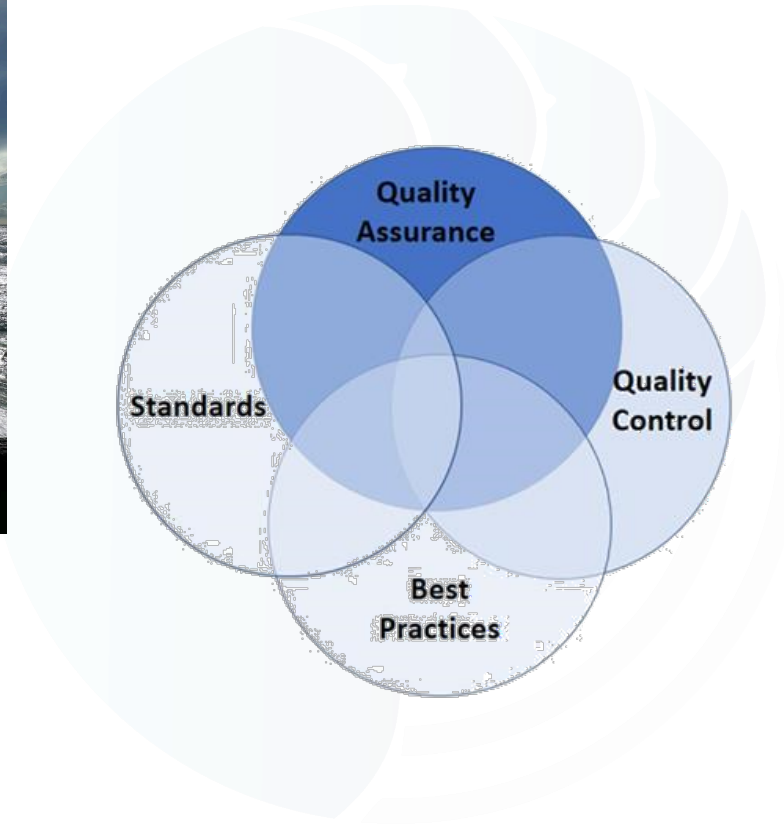 Quality
Assurance
Standards
Quality
Control
Best
Practices